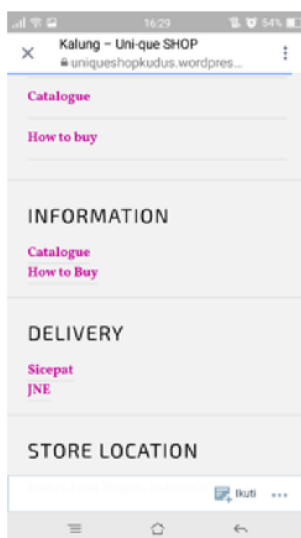 16:29
54%
Kalung – Uni-que SHOP
uniqueshopkudus.wordpres...
Catalogue
How to buy
INFORMATION
Catalogue
How to Buy
DELIVERY
Sicepat
JNE
STORE LOCATION
Ikuti